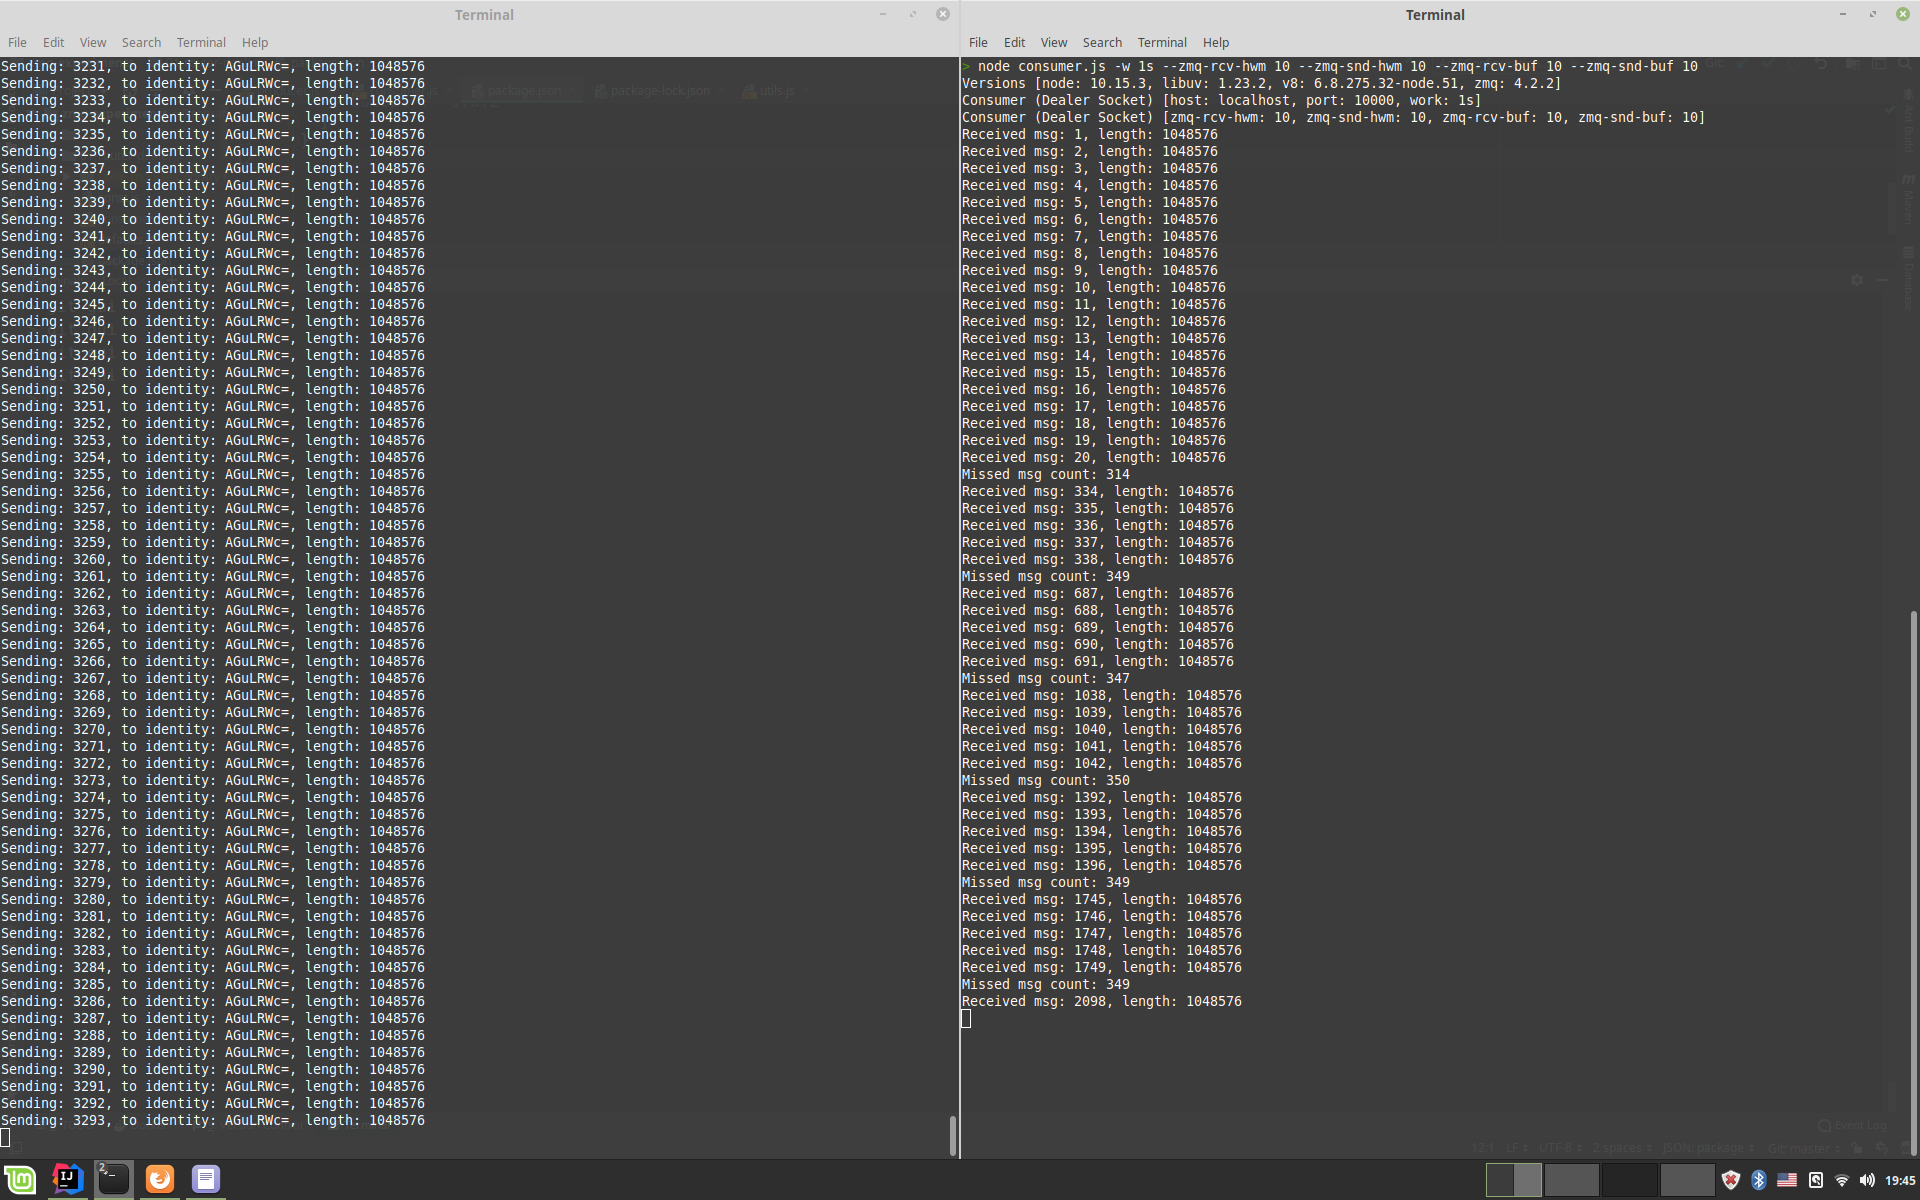 Terminal
File Edit View Search Terminal Help
Sending: 3231, to identity: AGuLRWc=, length: 1048576
Sending: 3232, to identity: AGuLRWc=, length: 1048576
Sending: 3233, to identity: AGuLRWc=, length: 1048576
Sending: 3234, to identity: AGuLRWc=, length: 1048576
Sending: 3235, to identity: AGuLRWc=, length: 1048576
Sending: 3236, to identity: AGuLRWc=, length: 1048576
Sending: 3237, to identity: AGuLRWc=, length: 1048576
Sending: 3238, to identity: AGuLRWc=, length: 1048576
Sending: 3239, to identity: AGuLRWc=, length: 1048576
Sending: 3240, to identity: AGuLRWc=, length: 1048576
Sending: 3241, to identity: AGuLRWc=, length: 1048576
Sending: 3242, to identity: AGuLRWc=, length: 1048576
Sending: 3243, to identity: AGuLRWc=, length: 1048576
Sending: 3244, to identity: AGuLRWc=, length: 1048576
Sending: 3245, to identity: AGuLRWc=, length: 1048576
Sending: 3246, to identity: AGuLRWc=, length: 1048576
Sending: 3247, to identity: AGuLRWc=, length: 1048576
Sending: 3248, to identity: AGuLRWc=, length: 1048576
Sending: 3249, to identity: AGuLRWc=, length: 1048576
Sending: 3250, to identity: AGuLRWc=, length: 1048576
Sending: 3251, to identity: AGuLRWc=, length: 1048576
Sending: 3252, to identity: AGuLRWc=, length: 1048576
Sending: 3253, to identity: AGuLRWc=, length: 1048576
Sending: 3254, to identity: AGuLRWc=, length: 1048576
Sending: 3255, to identity: AGuLRWc=, length: 1048576
Sending: 3256, to identity: AGuLRWc=, length: 1048576
Sending: 3257, to identity: AGuLRWc=, length: 1048576
Sending: 3258, to identity: AGuLRWc=, length: 1048576
Sending: 3259, to identity: AGuLRWc=, length: 1048576
Sending: 3260, to identity: AGuLRWc=, length: 1048576
Sending: 3261, to identity: AGuLRWc=, length: 1048576
Sending: 3262, to identity: AGuLRWc=, length: 1048576
Sending: 3263, to identity: AGuLRWc=, length: 1048576
Sending: 3264, to identity: AGuLRWc=, length: 1048576
Sending: 3265, to identity: AGuLRWc=, length: 1048576
Sending: 3266, to identity: AGuLRWc=, length: 1048576
Sending: 3267, to identity: AGuLRWc=, length: 1048576
Sending: 3268, to identity: AGuLRWc=, length: 1048576
Sending: 3269, to identity: AGuLRWc=, length: 1048576
Sending: 3270, to identity: AGuLRWc=, length: 1048576
Sending: 3271, to identity: AGuLRWc=, length: 1048576
Sending: 3272, to identity: AGuLRWc=, length: 1048576
Sending: 3273, to identity: AGuLRWc=, length: 1048576
Sending: 3274, to identity: AGuLRWc=, length: 1048576
Sending: 3275, to identity: AGuLRWc=, length: 1048576
Sending: 3276, to identity: AGuLRWc=, length: 1048576
Sending: 3277, to identity: AGuLRWc=, length: 1048576
Sending: 3278, to identity: AGuLRWc=, length: 1048576
Sending: 3279, to identity: AGuLRWc=, length: 1048576
Sending: 3280, to identity: AGuLRWc=, length: 1048576
Sending: 3281, to identity: AGuLRWc=, length: 1048576
Sending: 3282, to identity: AGuLRWc=, length: 1048576
Sending: 3283, to identity: AGuLRWc=, length: 1048576
Sending: 3284, to identity: AGuLRWc=, length: 1048576
Sending: 3285, to identity: AGuLRWc=, length: 1048576
Sending: 3286, to identity: AGuLRWc=, length: 1048576
Sending: 3287, to identity: AGuLRWc=, length: 1048576
Sending: 3288, to identity: AGuLRWc=, length: 1048576
Sending: 3289, to identity: AGuLRWc=, length: 1048576
Sending: 3290, to identity: AGuLRWc=, length: 1048576
Sending: 3291, to identity: AGuLRWc=, length: 1048576
Sending: 3292, to identity: AGuLRWc=, length: 1048576
Sending: 3293, to identity: AGuLRWc=, length: 1048576
package.json
package-lock.json
utils.js
Terminal
File Edit View Search Terminal Help
> node consumer.js -w 1s --zmq-rcv-hwm 10 --zmq-snd-hwm 10 --zmq-rcv-buf 10 --zmq-snd-buf 10
Versions [node: 10.15.3, libuv: 1.23.2, v8: 6.8.275.32-node.51, zmq: 4.2.2]
Consumer (Dealer Socket) [host: localhost, port: 10000, work: 1s]
Consumer (Dealer Socket) [zmq-rcv-hwm: 10, zmq-snd-hwm: 10, zmq-rcv-buf: 10, zmq-snd-buf: 10]
Received msg: 1, length: 1048576
Received msg: 2, length: 1048576
Received msg: 3, length: 1048576
Received msg: 4, length: 1048576
Received msg: 5, length: 1048576
Received msg: 6, length: 1048576
Received msg: 7, length: 1048576
Received msg: 8, length: 1048576
Received msg: 9, length: 1048576
Received msg: 10, length: 1048576
Received msg: 11, length: 1048576
Received msg: 12, length: 1048576
Received msg: 13, length: 1048576
Received msg: 14, length: 1048576
Received msg: 15, length: 1048576
Received msg: 16, length: 1048576
Received msg: 17, length: 1048576
Received msg: 18, length: 1048576
Received msg: 19, length: 1048576
Received msg: 20, length: 1048576
Missed msg count: 314
Received msg: 334, length: 1048576
Received msg: 335, length: 1048576
Received msg: 336, length: 1048576
Received msg: 337, length: 1048576
Received msg: 338, length: 1048576
Missed msg count: 349
Received msg: 687, length: 1048576
Received msg: 688, length: 1048576
Received msg: 689, length: 1048576
Received msg: 690, length: 1048576
Received msg: 691, length: 1048576
Missed msg count: 347
Received msg: 1038, length: 1048576
Received msg: 1039, length: 1048576
Received msg: 1040, length: 1048576
Received msg: 1041, length: 1048576
Received msg: 1042, length: 1048576
Missed msg count: 350
Received msg: 1392, length: 1048576
Received msg: 1393, length: 1048576
Received msg: 1394, length: 1048576
Received msg: 1395, length: 1048576
Received msg: 1396, length: 1048576
Missed msg count: 349
Received msg: 1745, length: 1048576
Received msg: 1746, length: 1048576
Received msg: 1747, length: 1048576
Received msg: 1748, length: 1048576
Received msg: 1749, length: 1048576
Missed msg count: 349
Received msg: 2098, length: 1048576
Event Log
12:1 LF UTF-8 2 spaces JSON: package Git: master
IJ
2
19:45